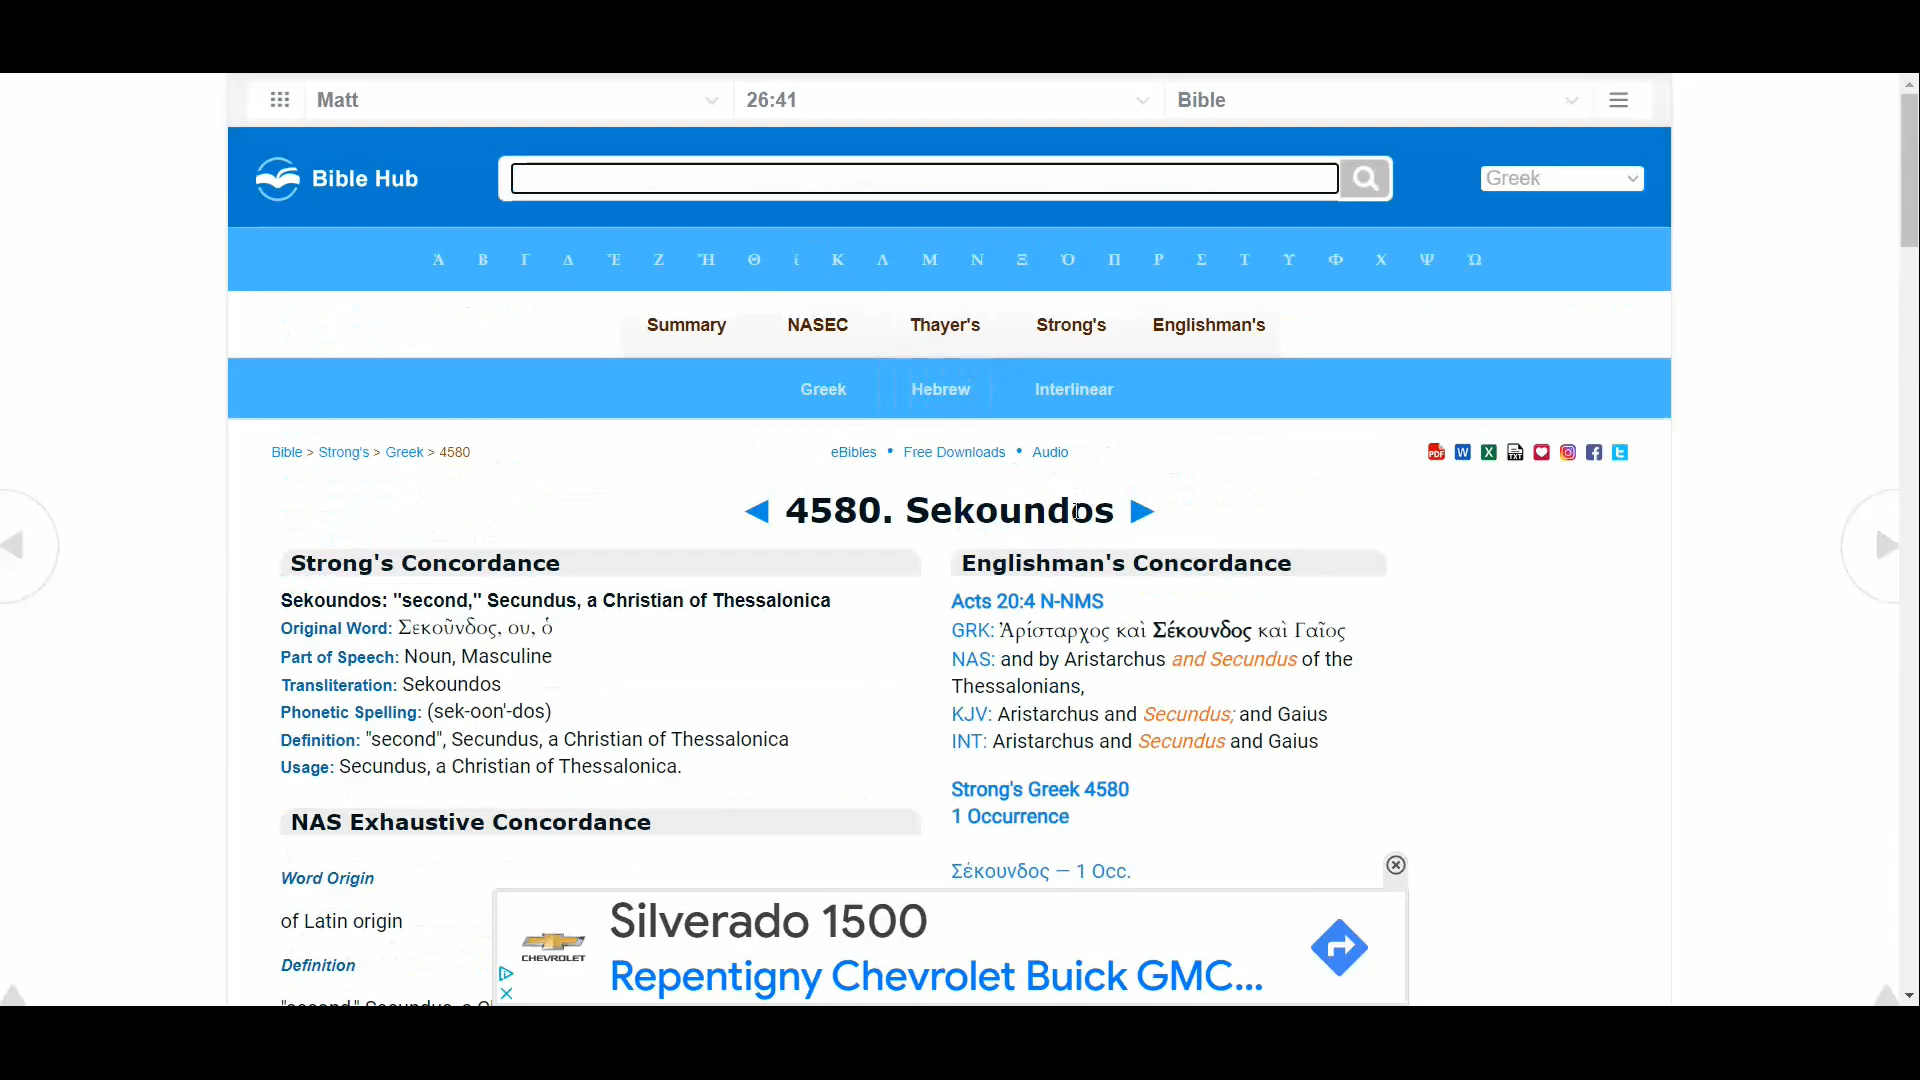 Matt 26:41 Bible
Bible Hub Greek
Ἀ Β Γ Δ Ἐ Ζ Ἡ Θ ἰ Κ Λ Μ Ν Ξ Ὀ Π Ρ Σ Τ Υ Φ Χ Ψ Ὠ
Summary NASEC Thayer's Strong's Englishman's
Greek Hebrew Interlinear
Bible > Strong's > Greek > 4580
eBibles • Free Downloads • Audio
◄ 4580. Sekoundos ►
Strong's Concordance
Sekoundos: "second," Secundus, a Christian of Thessalonica
Original Word: Σεκοῦνδος, ου, ὁ
Part of Speech: Noun, Masculine
Transliteration: Sekoundos
Phonetic Spelling: (sek-oon'-dos)
Definition: "second", Secundus, a Christian of Thessalonica
Usage: Secundus, a Christian of Thessalonica.
NAS Exhaustive Concordance
Word Origin
of Latin origin
Definition
Englishman's Concordance
Acts 20:4 N-NMS
GRK: Ἀρίσταρχος καὶ Σέκουνδος καὶ Γαῖος
NAS: and by Aristarchus and Secundus of the
Thessalonians,
KJV: Aristarchus and Secundus; and Gaius
INT: Aristarchus and Secundus and Gaius
Strong's Greek 4580
1 Occurrence
Σέκουνδος — 1 Occ.
CHEVROLET
Silverado 1500
Repentigny Chevrolet Buick GMC...